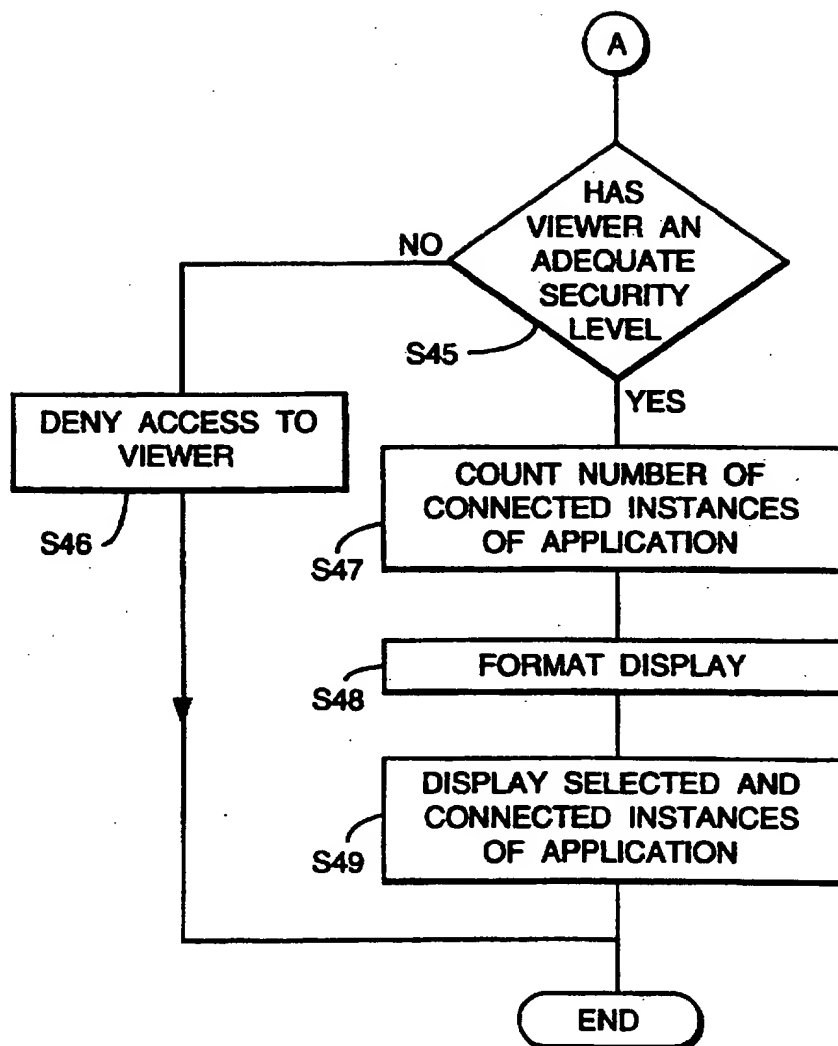 A
HAS
VIEWER AN
ADEQUATE
SECURITY
LEVEL
NO
S45
YES
DENY ACCESS TO
VIEWER
S46
COUNT NUMBER OF
CONNECTED INSTANCES
OF APPLICATION
S47
FORMAT DISPLAY
S48
DISPLAY SELECTED AND
CONNECTED INSTANCES
OF APPLICATION
S49
END